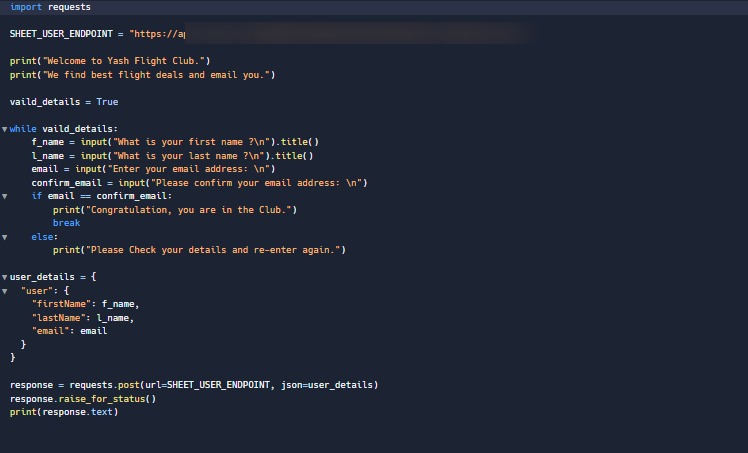 import requests
SHEET_USER_ENDPOINT = "https://ap
print("Welcome to Yash Flight Club.")
print("We find best flight deals and email you.")
vaild_details = True
while vaild_details:
    f_name = input("What is your first name ?\n").title()
    l_name = input("What is your last name ?\n").title()
    email = input("Enter your email address: \n")
    confirm_email = input("Please confirm your email address: \n")
    if email == confirm_email:
        print("Congratulation, you are in the Club.")
        break
    else:
        print("Please Check your details and re-enter again.")
user_details = {
  "user": {
    "firstName": f_name,
    "lastName": l_name,
    "email": email
  }
}
response = requests.post(url=SHEET_USER_ENDPOINT, json=user_details)
response.raise_for_status()
print(response.text)